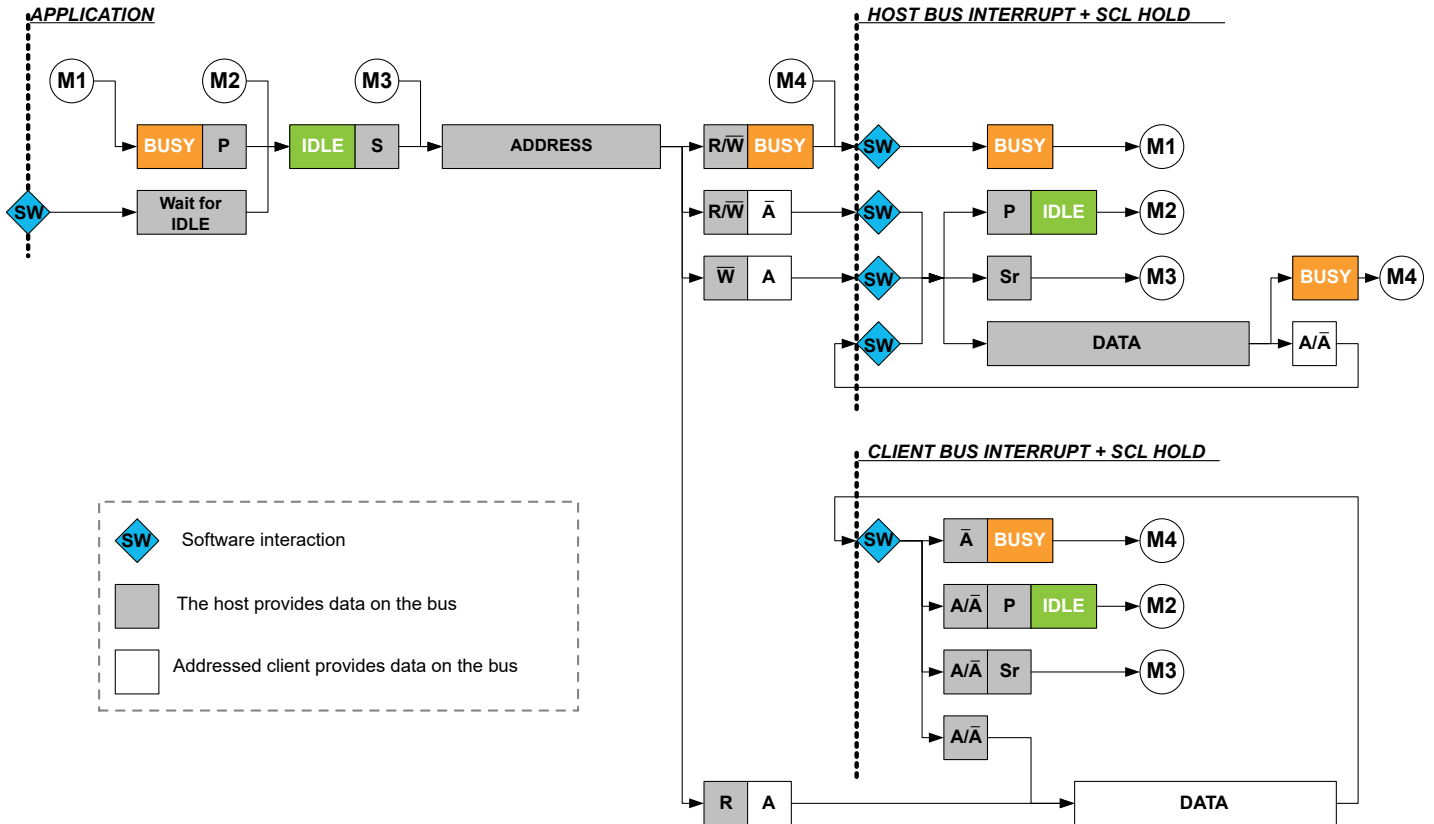 APPLICATION
HOST BUS INTERRUPT + SCL HOLD
M1
M2
M3
M4
BUSY P
IDLE S
ADDRESS
R/W̅ BUSY
SW
BUSY
M1
SW
Wait for
IDLE
R/W̅ A̅
SW
P IDLE
M2
W̅ A
SW
Sr
M3
BUSY
M4
SW
DATA
A/A̅
CLIENT BUS INTERRUPT + SCL HOLD
SW
A̅ BUSY
M4
A/A̅ P IDLE
M2
A/A̅ Sr
M3
A/A̅
R A
DATA
SW
Software interaction
The host provides data on the bus
Addressed client provides data on the bus